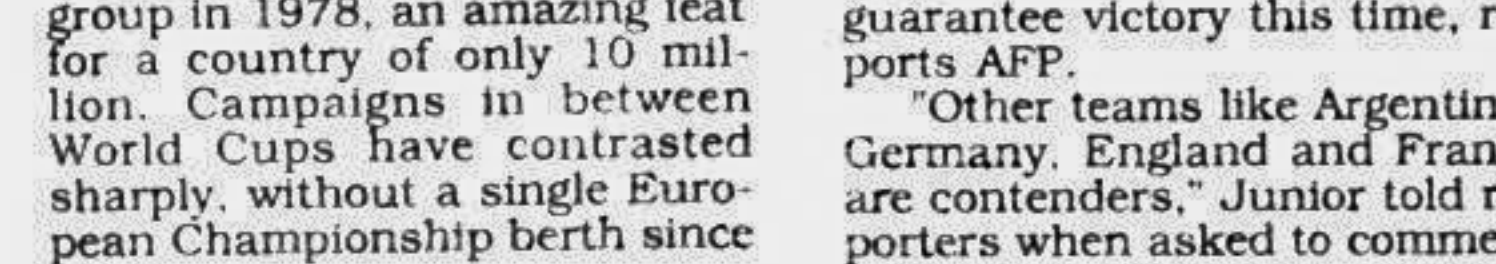 group in 1978, an amazing feat
for a country of only 10 mil-
lion. Campaigns in between
World Cups have contrasted
sharply, without a single Euro-
pean Championship berth since
guarantee victory this time, r
ports AFP.
"Other teams like Argentin
Germany, England and Fran
are contenders," Junior told r
porters when asked to comme